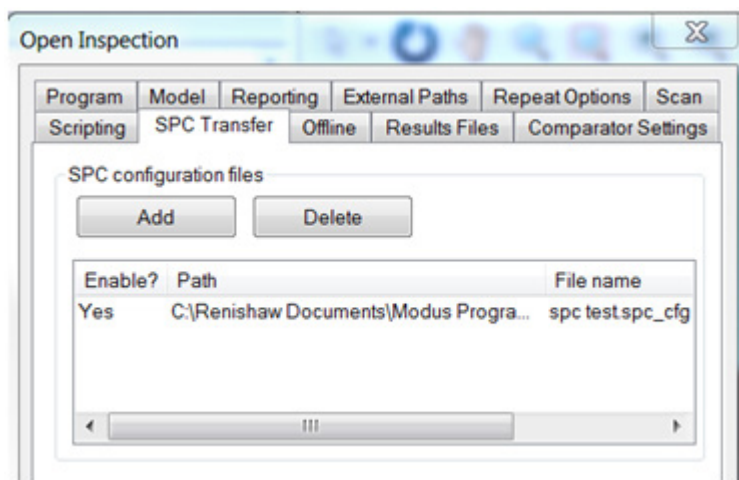 Open Inspection
Program Model Reporting External Paths Repeat Options Scan
Scripting SPC Transfer Offline Results Files Comparator Settings
SPC configuration files
Add Delete
Enable? Path File name
Yes C:\Renishaw Documents\Modus Progra... spc test.spc_cfg